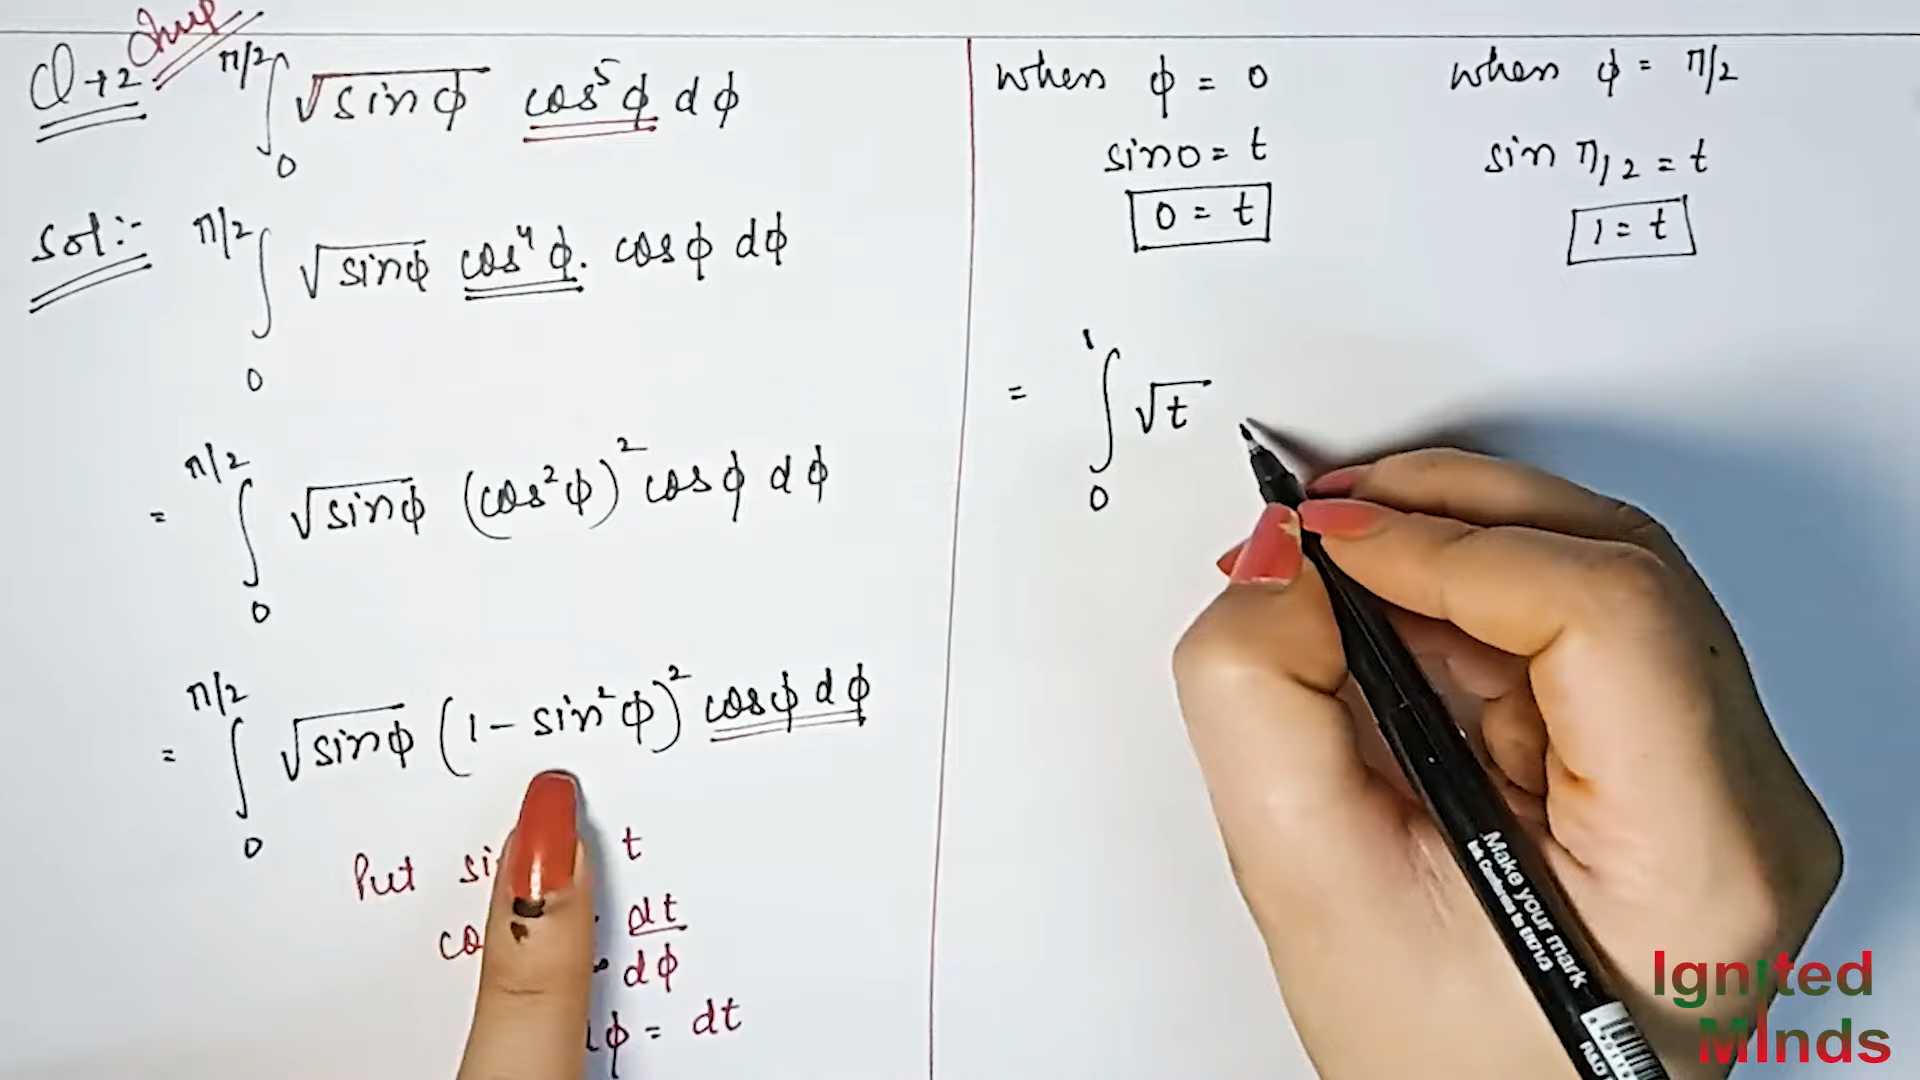 Q→2 Imp ∫₀^π/2 √sinϕ cos⁵ϕ dϕ
Sol:- ∫₀^π/2 √sinϕ cos⁴ϕ. cosϕ dϕ
= ∫₀^π/2 √sinϕ (cos²ϕ)² cosϕ dϕ
= ∫₀^π/2 √sinϕ (1 - sin²ϕ)² cosϕ dϕ
Put t
dt
dϕ
ϕ = dt
when ϕ = 0
sin0 = t
0 = t
when ϕ = π/2
sin π/2 = t
1 = t
= ∫₀^1 √t
Make your mark
Ignited
Minds